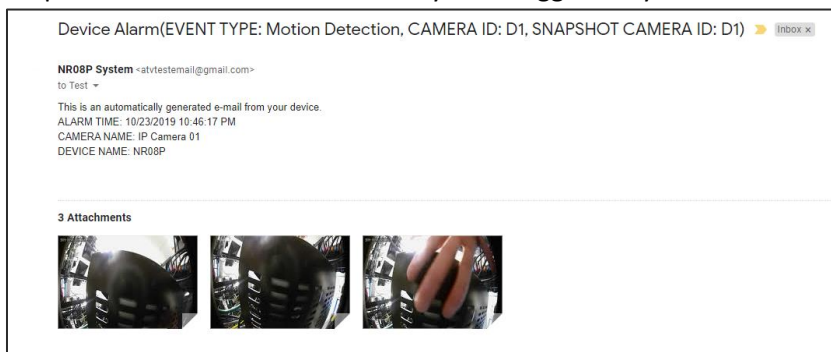 Device Alarm(EVENT TYPE: Motion Detection, CAMERA ID: D1, SNAPSHOT CAMERA ID: D1) Inbox x
NR08P System <atvtestemail@gmail.com>
to Test
This is an automatically generated e-mail from your device.
ALARM TIME: 10/23/2019 10:46:17 PM
CAMERA NAME: IP Camera 01
DEVICE NAME: NR08P
3 Attachments